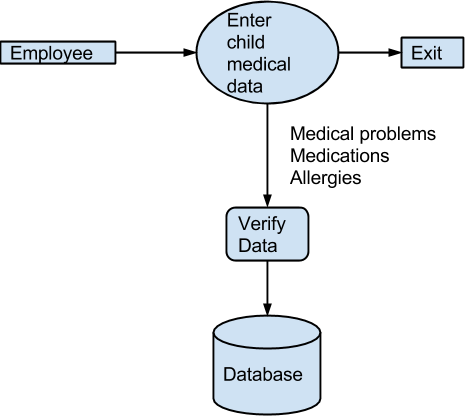 Employee
Enter
child
medical
data
Exit
Medical problems
Medications
Allergies
Verify
Data
Database